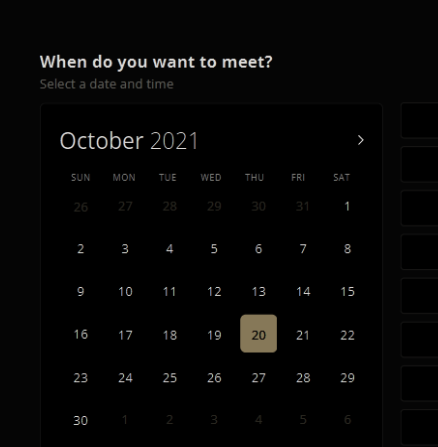 When do you want to meet?
Select a date and time
October 2021
SUN MON TUE WED THU FRI SAT
26 27 28 29 30 31 1
2 3 4 5 6 7 8
9 10 11 12 13 14 15
16 17 18 19 20 21 22
23 24 25 26 27 28 29
30 1 2 3 4 5 6